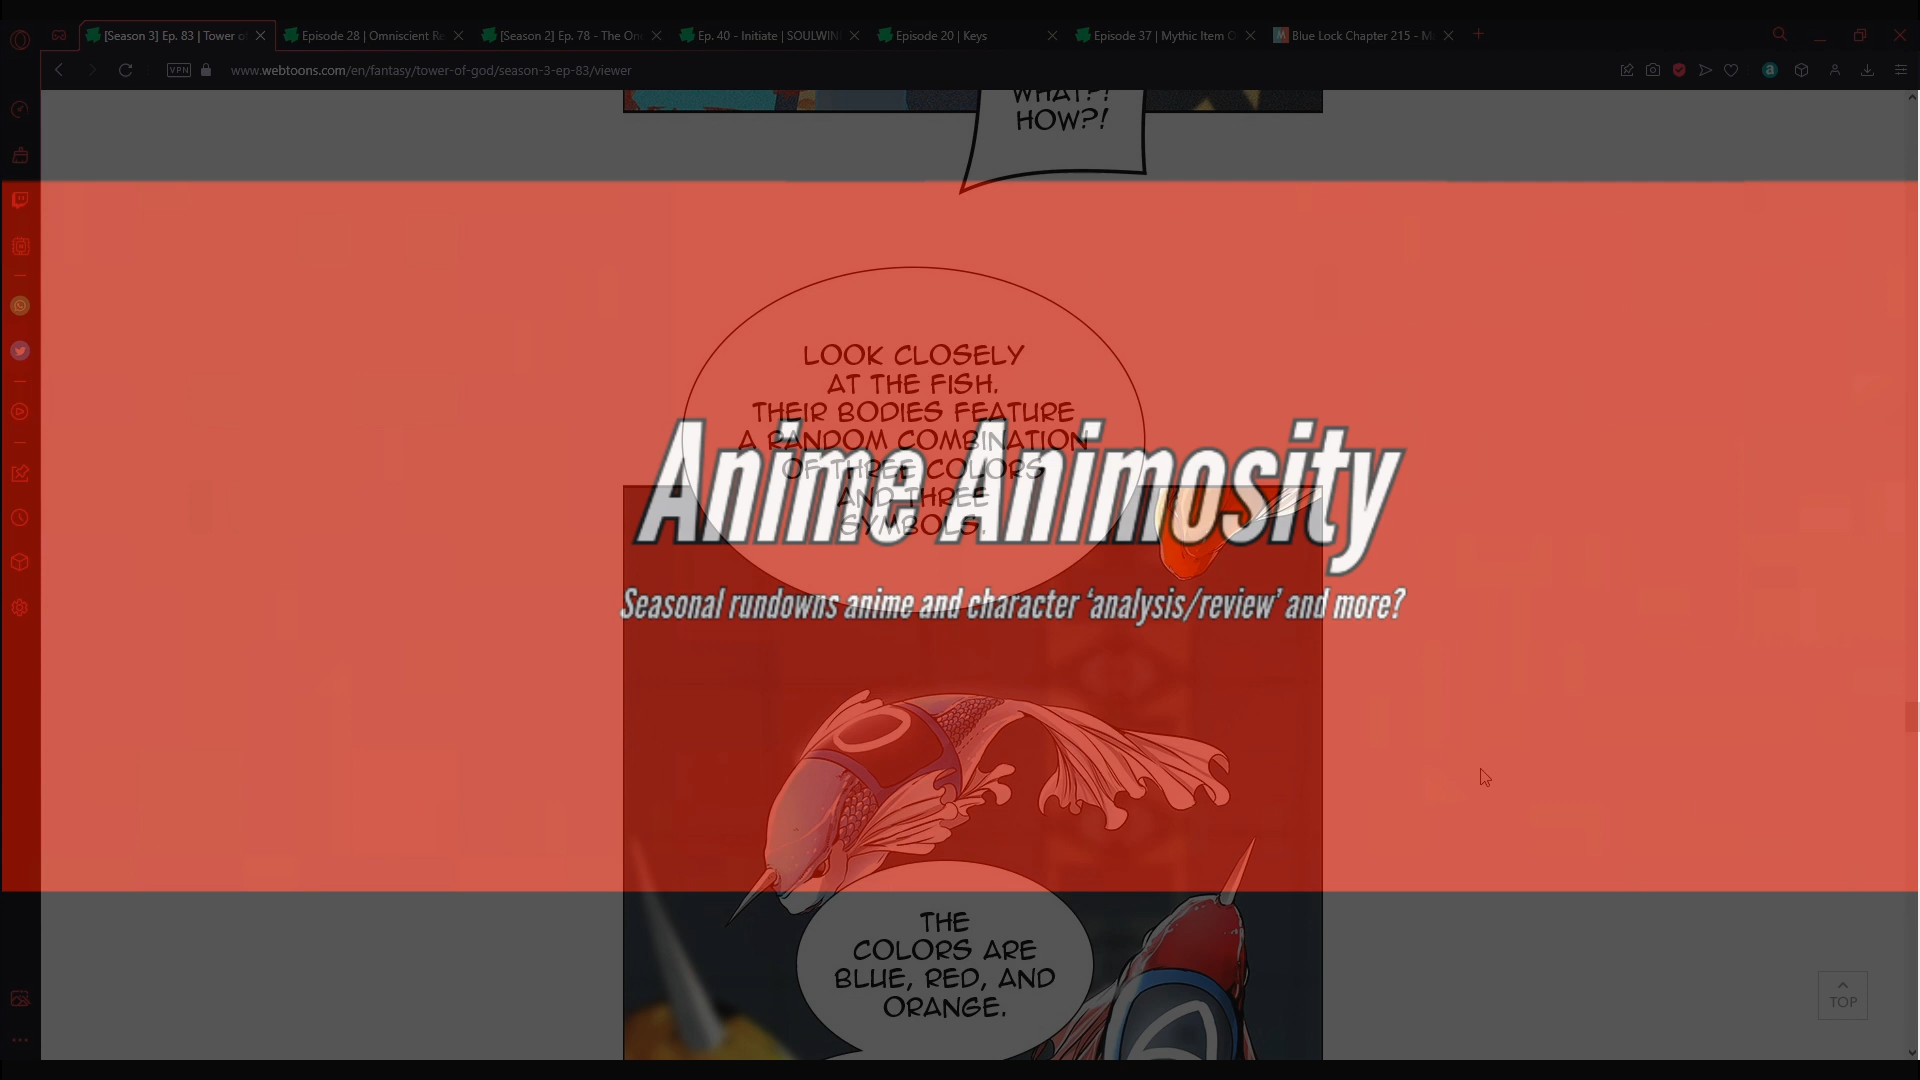 [Season 3] Ep. 83 | Tower o
Episode 28 | Omniscient Re
[Season 2] Ep. 78 - The On
Ep. 40 - Initiate | SOULWIN
Episode 20 | Keys
Episode 37 | Mythic Item O
Blue Lock Chapter 215 - M
VPN
www.webtoons.com/en/fantasy/tower-of-god/season-3-ep-83/viewer
WHAT?!
HOW?!
LOOK CLOSELY
AT THE FISH.
THEIR BODIES FEATURE
A RANDOM COMBINATION
OF THREE COLORS
AND THREE
SYMBOLS.
Anime Animosity
Seasonal rundowns anime and character ‘analysis/review’ and more?
THE
COLORS ARE
BLUE, RED, AND
ORANGE.
TOP